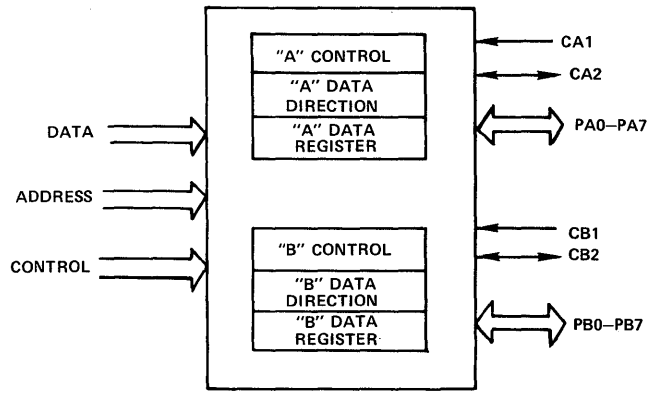 "A" CONTROL
"A" DATA
DIRECTION
"A" DATA
REGISTER
CA1
CA2
PA0–PA7
DATA
ADDRESS
CONTROL
"B" CONTROL
"B" DATA
DIRECTION
"B" DATA
REGISTER
CB1
CB2
PB0–PB7